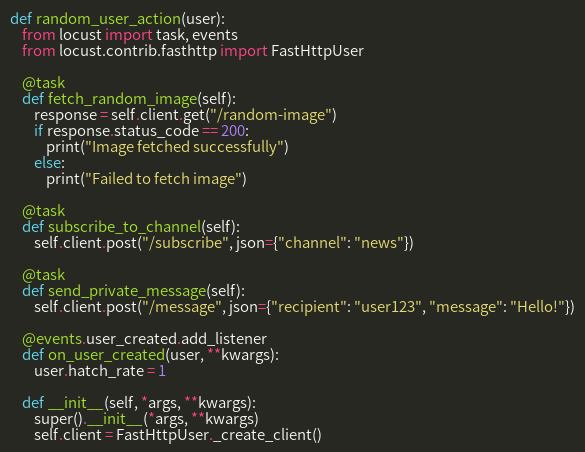 def random_user_action(user):
    from locust import task, events
    from locust.contrib.fasthttp import FastHttpUser

    @task
    def fetch_random_image(self):
        response = self.client.get("/random-image")
        if response.status_code == 200:
            print("Image fetched successfully")
        else:
            print("Failed to fetch image")

    @task
    def subscribe_to_channel(self):
        self.client.post("/subscribe", json={"channel": "news"})

    @task
    def send_private_message(self):
        self.client.post("/message", json={"recipient": "user123", "message": "Hello!"})

    @events.user_created.add_listener
    def on_user_created(user, **kwargs):
        user.hatch_rate = 1

    def __init__(self, *args, **kwargs):
        super().__init__(*args, **kwargs)
        self.client = FastHttpUser._create_client()